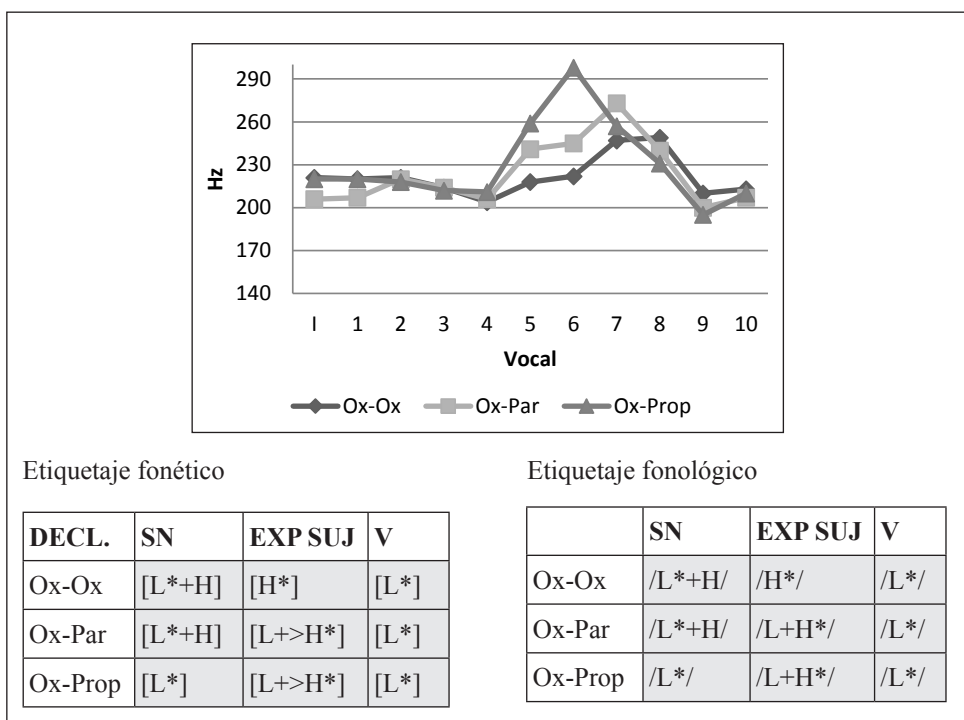 290
260
230
200
170
140
Hz
I 1 2 3 4 5 6 7 8 9 10
Vocal
Ox-Ox Ox-Par Ox-Prop
Etiquetaje fonético
DECL. SN EXP SUJ V
Ox-Ox [L*+H] [H*] [L*]
Ox-Par [L*+H] [L+>H*] [L*]
Ox-Prop [L*] [L+>H*] [L*]
Etiquetaje fonológico
SN EXP SUJ V
Ox-Ox /L*+H/ /H*/ /L*/
Ox-Par /L*+H/ /L+H*/ /L*/
Ox-Prop /L*/ /L+H*/ /L*/